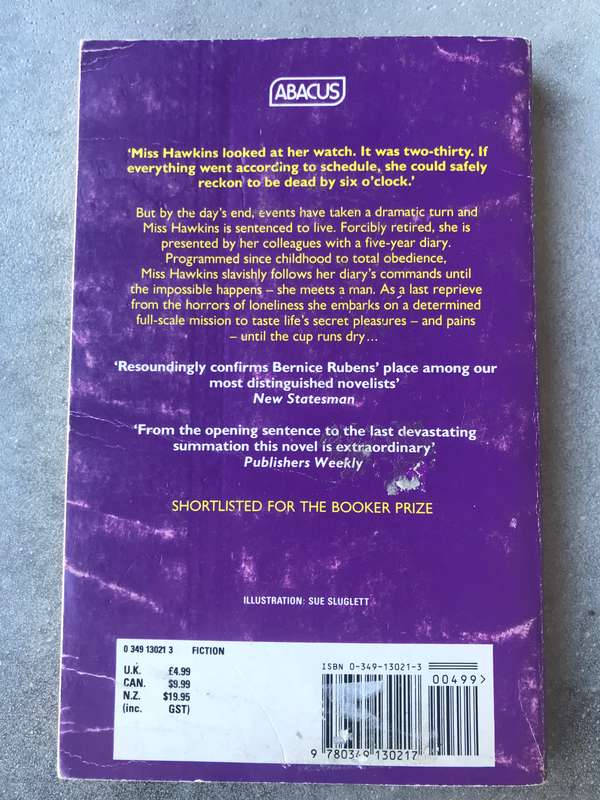 ABACUS
‘Miss Hawkins looked at her watch. It was two-thirty. If
everything went according to schedule, she could safely
reckon to be dead by six o’clock.’
But by the day’s end, events have taken a dramatic turn and
Miss Hawkins is sentenced to live. Forcibly retired, she is
presented by her colleagues with a five-year diary.
Programmed since childhood to total obedience,
Miss Hawkins slavishly follows her diary’s commands until
the impossible happens – she meets a man. As a last reprieve
from the horrors of loneliness she embarks on a determined
full-scale mission to taste life’s secret pleasures – and pains
– until the cup runs dry…
‘Resoundingly confirms Bernice Rubens’ place among our
most distinguished novelists’
New Statesman
‘From the opening sentence to the last devastating
summation this novel is extraordinary’
Publishers Weekly
SHORTLISTED FOR THE BOOKER PRIZE
ILLUSTRATION: SUE SLUGLETT
0 349 13021 3 FICTION
U.K. £4.99
CAN. $9.99
N.Z. $19.95
(inc. GST)
ISBN 0-349-13021-3
00499>
9 780349 130217